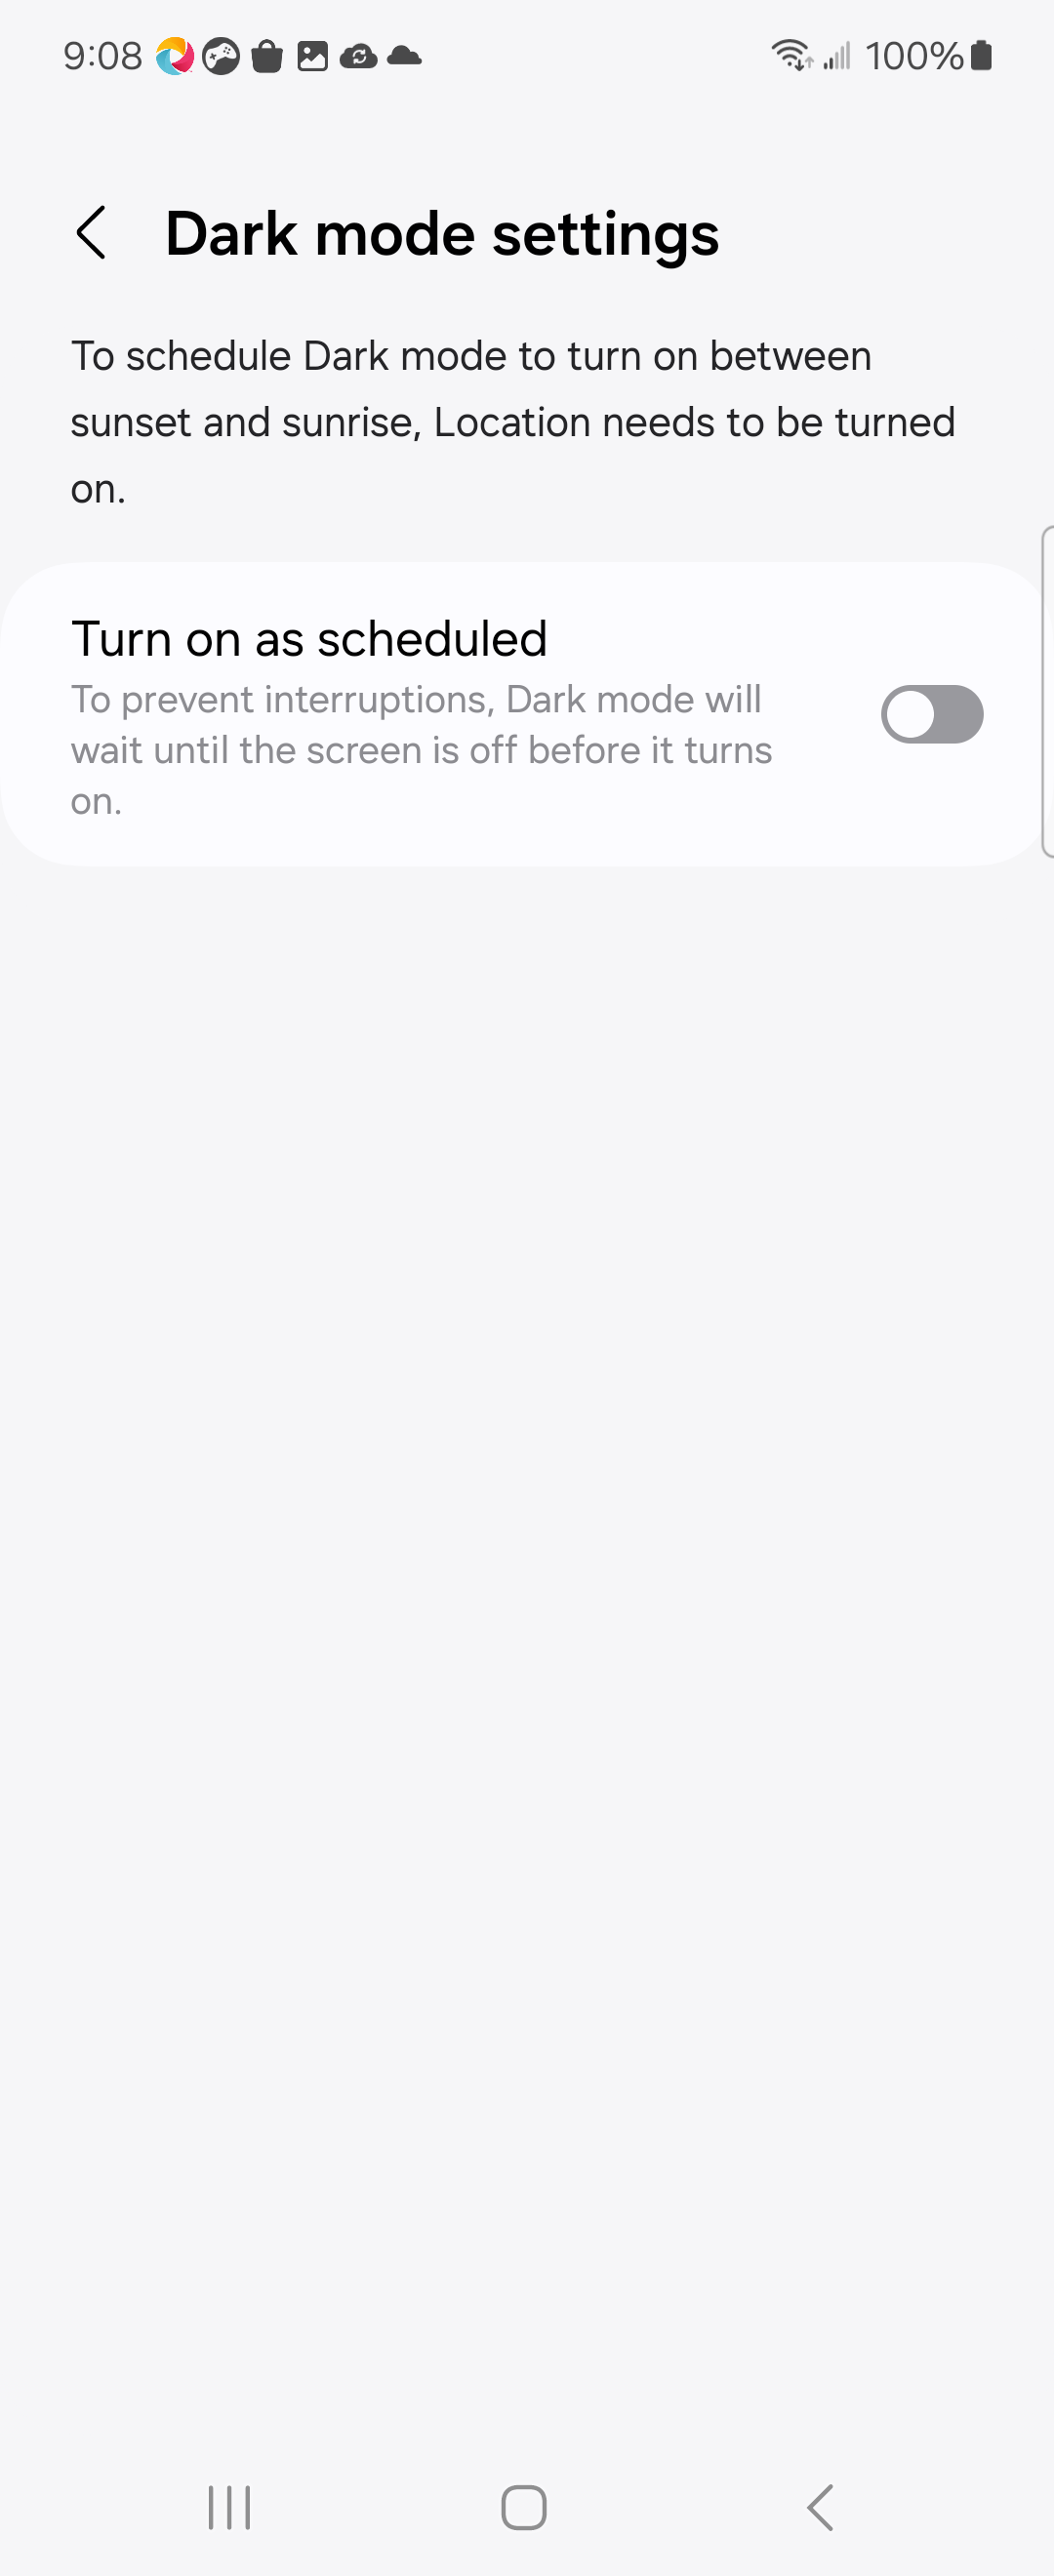 9:08 100%
Dark mode settings
To schedule Dark mode to turn on between
sunset and sunrise, Location needs to be turned
on.
Turn on as scheduled
To prevent interruptions, Dark mode will
wait until the screen is off before it turns
on.